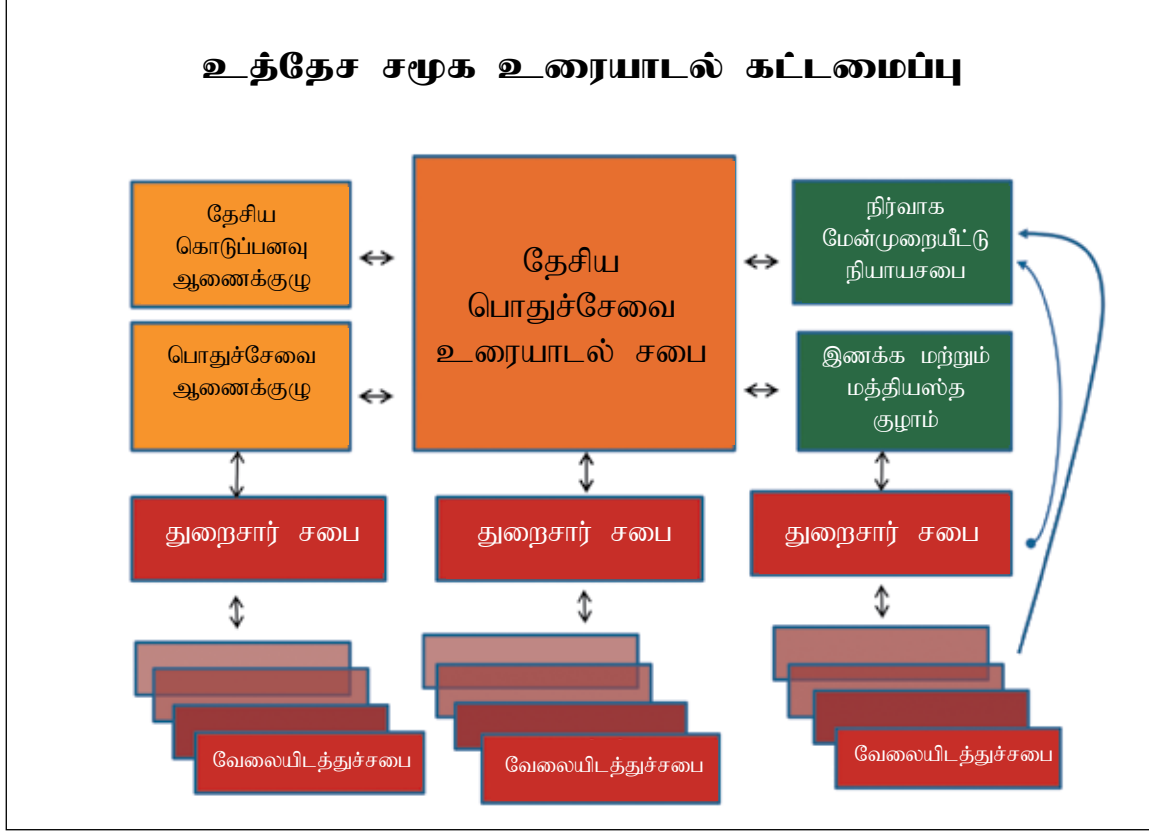 உத்தேச சமூக உரையாடல் கட்டமைப்பு
தேசிய
கொடுப்பனவு
ஆணைக்குழு
பொதுச்சேவை
ஆணைக்குழு
தேசிய
பொதுச்சேவை
உரையாடல் சபை
நிர்வாக
மேன்முறையீட்டு
நியாயசபை
இணக்க மற்றும்
மத்தியஸ்த
குழாம்
துறைசார் சபை
துறைசார் சபை
துறைசார் சபை
வேலையிடத்துச்சபை
வேலையிடத்துச்சபை
வேலையிடத்துச்சபை